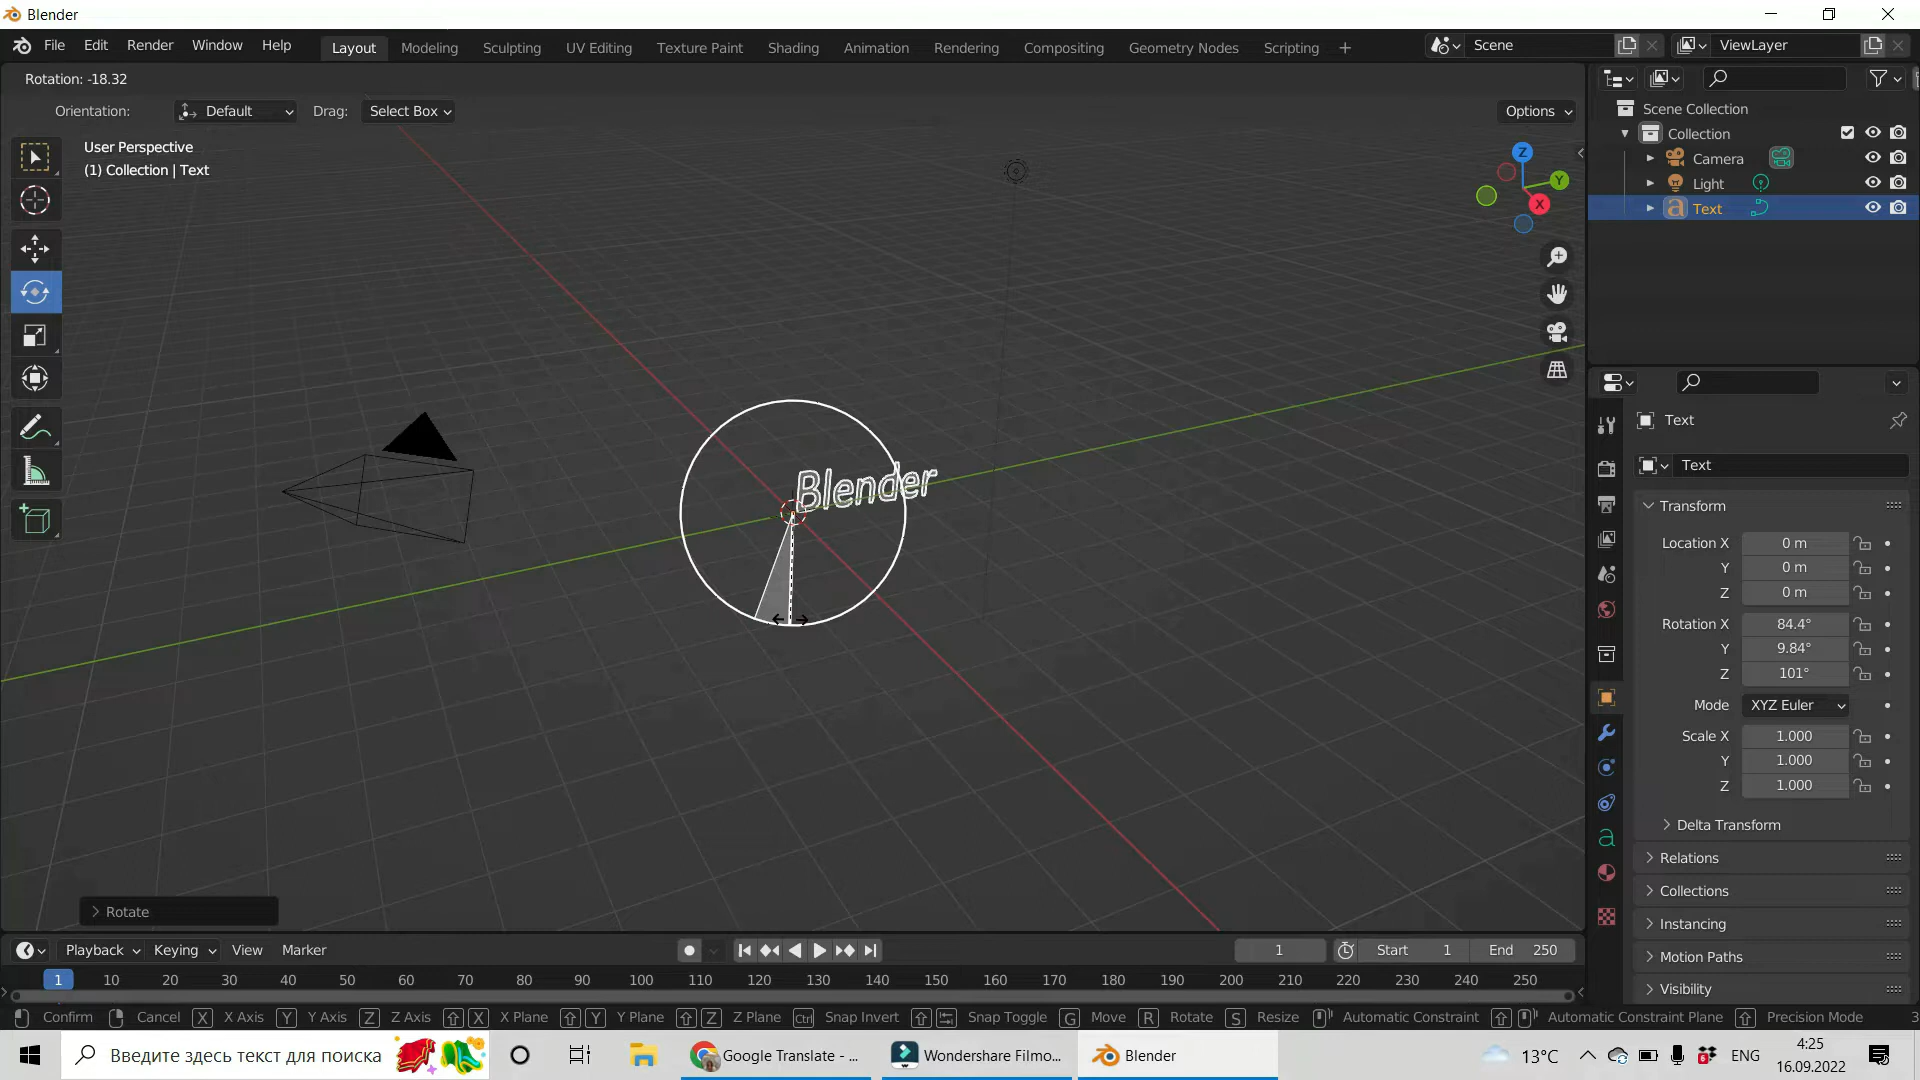 Blender
File Edit Render Window Help
Layout Modeling Sculpting UV Editing Texture Paint Shading Animation Rendering Compositing Geometry Nodes Scripting +
Scene
ViewLayer
Rotation: -18.32
Orientation: Default Drag: Select Box
Options
User Perspective
(1) Collection | Text
Z
Y
X
Scene Collection
Collection
Camera
Light
Text
Blender
Text
Text
Transform
Location X 0 m
Y 0 m
Z 0 m
Rotation X 84.4°
Y 9.84°
Z 101°
Mode XYZ Euler
Scale X 1.000
Y 1.000
Z 1.000
Delta Transform
Relations
Collections
Instancing
Motion Paths
Visibility
Rotate
Playback Keying View Marker
1 Start 1 End 250
1 10 20 30 40 50 60 70 80 90 100 110 120 130 140 150 160 170 180 190 200 210 220 230 240 250
Confirm Cancel X X Axis Y Y Axis Z Z Axis X X Plane Y Y Plane Z Z Plane Ctrl Snap Invert Snap Toggle G Move R Rotate S Resize Automatic Constraint Automatic Constraint Plane Precision Mode 3
Введите здесь текст для поиска
Google Translate - ...
Wondershare Filmo...
Blender
13°C
ENG
4:25
16.09.2022